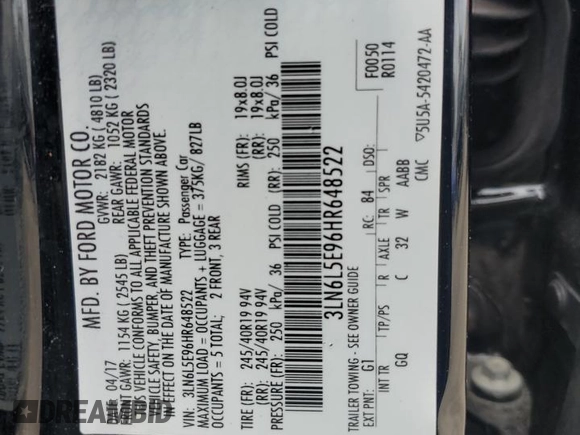 MFD. BY FORD MOTOR CO.
DATE: 04/17 GVWR: 2182 KG ( 4810 LB)
FRONT GAWR: 1154 KG ( 2545 LB) REAR GAWR: 1052 KG ( 2320 LB)
THIS VEHICLE CONFORMS TO ALL APPLICABLE FEDERAL MOTOR
VEHICLE SAFETY, BUMPER, AND THEFT PREVENTION STANDARDS
IN EFFECT ON THE DATE OF MANUFACTURE SHOWN ABOVE.
VIN: 3LN6L5E96HR648522 TYPE: Passenger Car
MAXIMUM LOAD = OCCUPANTS + LUGGAGE = 375KG/ 827LB
OCCUPANTS = 5 TOTAL; 2 FRONT, 3 REAR
TIRE (FR): 245/40R19 94V RIMS (FR): 19x8.0J
(RR): 245/40R19 94V (RR): 19x8.0J
PRESSURE (FR): 250 kPa/ 36 PSI COLD (RR): 250 kPa/ 36 PSI COLD
3LN6L5E96HR648522
TRAILER TOWING - SEE OWNER GUIDE F0050
EXT PNT: G1 RC: 84 DSO: R0114
INT TR TP/PS R AXLE TR SPR
GQ C 32 W AABB
CMC ▽5U5A-5420472-AA
DREAMBID